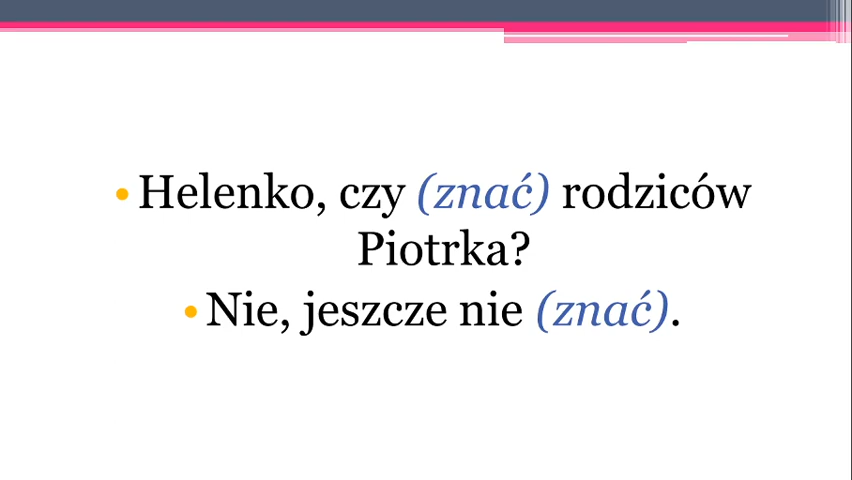 • Helenko, czy (znać) rodziców
Piotrka?
• Nie, jeszcze nie (znać).